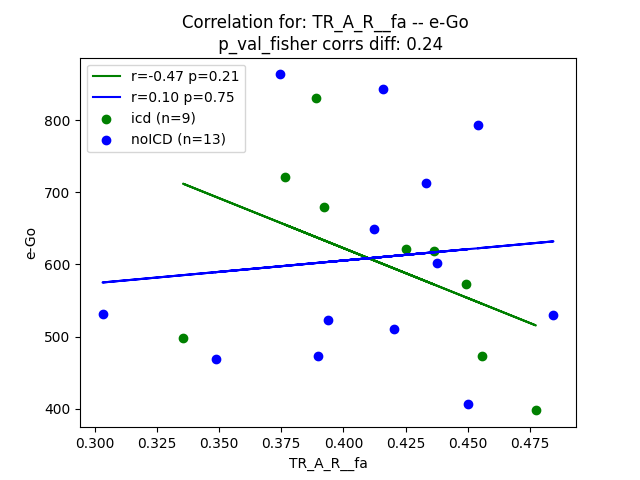 Correlation for: TR_A_R__fa -- e-Go
p_val_fisher corrs diff: 0.24
r=-0.47 p=0.21
r=0.10 p=0.75
icd (n=9)
noICD (n=13)
e-Go
800
700
600
500
400
0.300 0.325 0.350 0.375 0.400 0.425 0.450 0.475
TR_A_R__fa